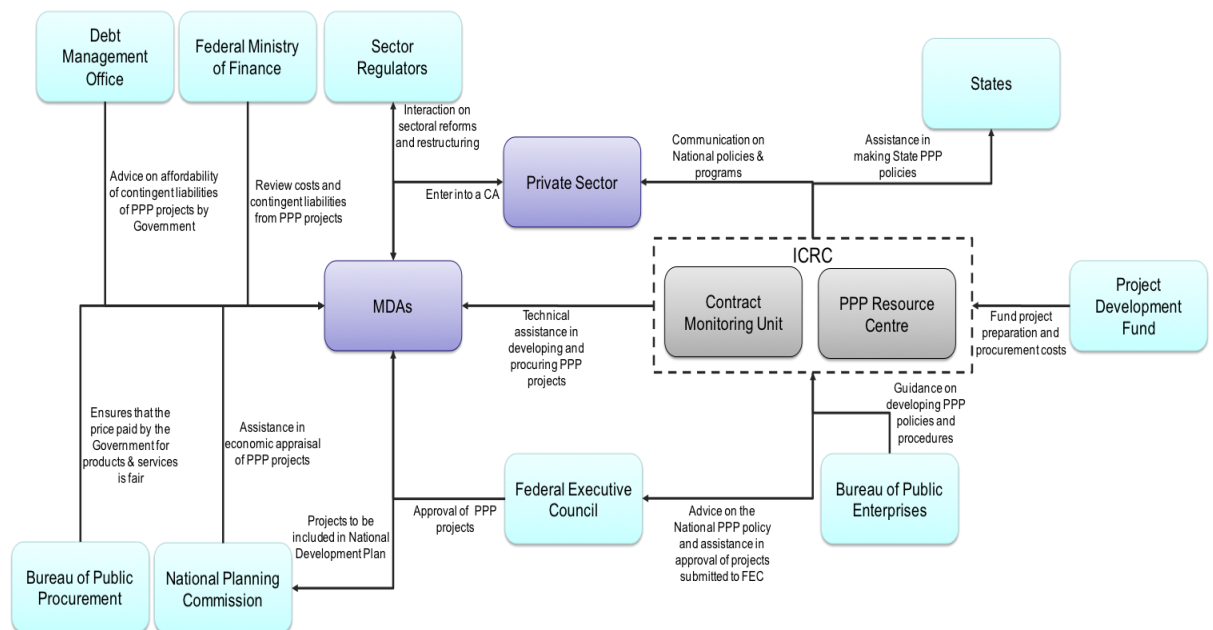 Debt
Management
Office
Federal Ministry
of Finance
Sector
Regulators
States
Interaction on
sectoral reforms
and restructuring
Communication on
National policies &
programs
Assistance in
making State PPP
policies
Advice on affordability
of contingent liabilities
of PPP projects by
Government
Review costs and
contingent liabilities
from PPP projects
Private Sector
Enter into a CA
ICRC
MDAs
Contract
Monitoring Unit
PPP Resource
Centre
Project
Development
Fund
Technical
assistance in
developing and
procuring PPP
projects
Fund project
preparation and
procurement costs
Guidance on
developing PPP
policies and
procedures
Ensures that the
price paid by the
Government for
products & services
is fair
Assistance in
economic appraisal
of PPP projects
Federal Executive
Council
Bureau of Public
Enterprises
Approval of PPP
projects
Projects to be
included in National
Development Plan
Advice on the
National PPP policy
and assistance in
approval of projects
submitted to FEC
Bureau of Public
Procurement
National Planning
Commission